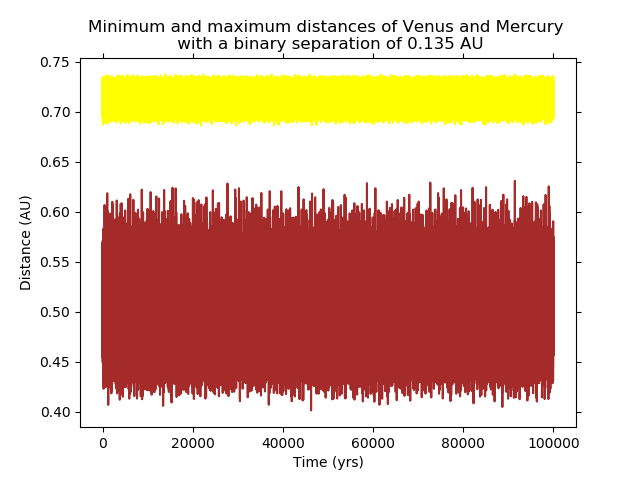 Minimum and maximum distances of Venus and Mercury
with a binary separation of 0.135 AU
0.75
0.70
0.65
0.60
0.55
0.50
0.45
0.40
Distance (AU)
0 20000 40000 60000 80000 100000
Time (yrs)